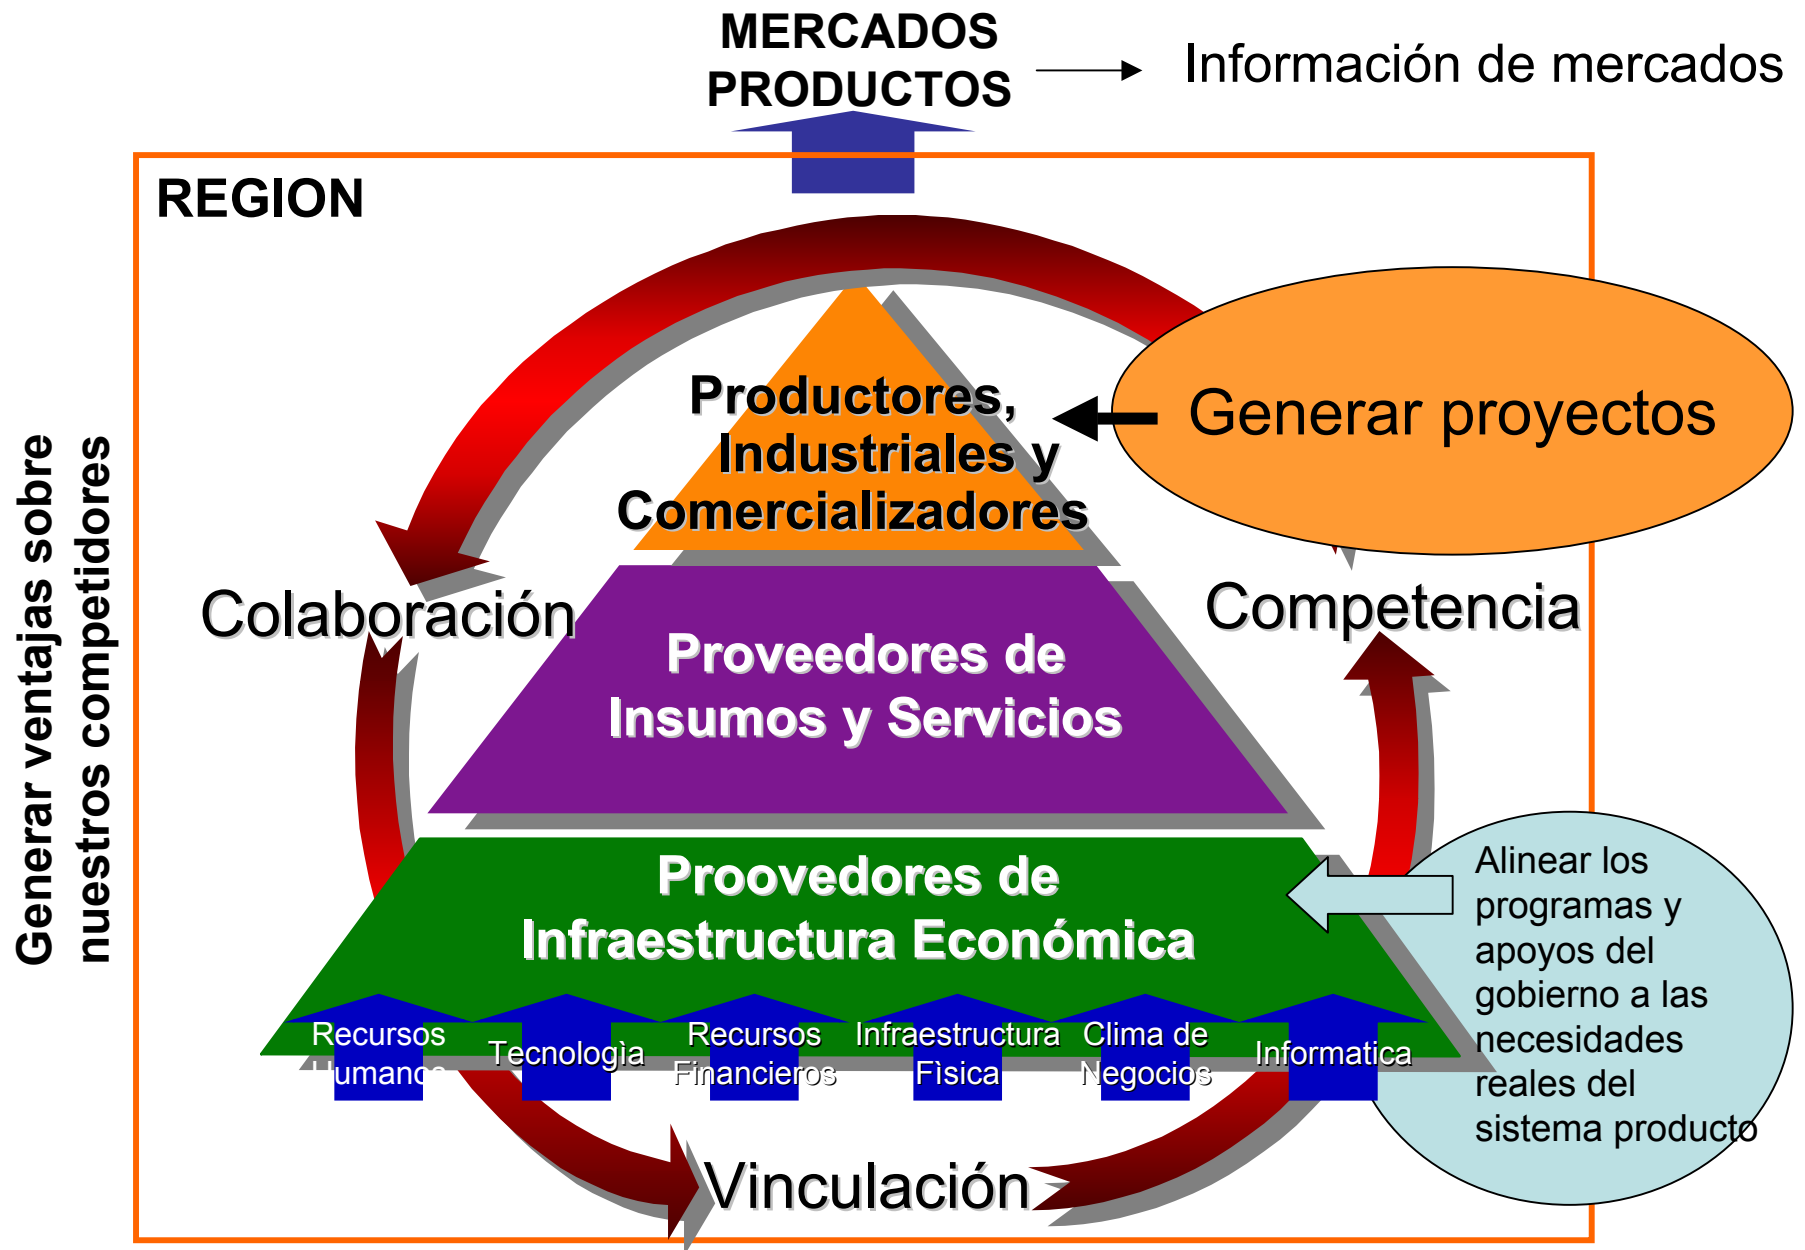 MERCADOS
PRODUCTOS
Información de mercados
REGION
Generar ventajas sobre
nuestros competidores
Productores,
Industriales y
Comercializadores
Generar proyectos
Colaboración
Competencia
Proveedores de
Insumos y Servicios
Proovedores de
Infraestructura Económica
Alinear los
programas y
apoyos del
gobierno a las
necesidades
reales del
sistema producto
Recursos
Humanos
Tecnologìa
Recursos
Financieros
Infraestructura
Fìsica
Clima de
Negocios
Informatica
Vinculación